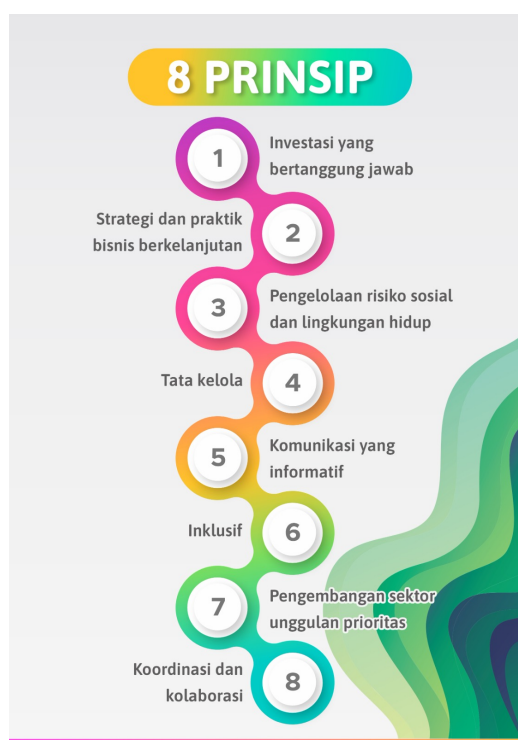 8 PRINSIP
1
Investasi yang
bertanggung jawab
Strategi dan praktik
bisnis berkelanjutan
2
3
Pengelolaan risiko sosial
dan lingkungan hidup
Tata kelola
4
5
Komunikasi yang
informatif
Inklusif
6
7
Pengembangan sektor
unggulan prioritas
Koordinasi dan
kolaborasi
8